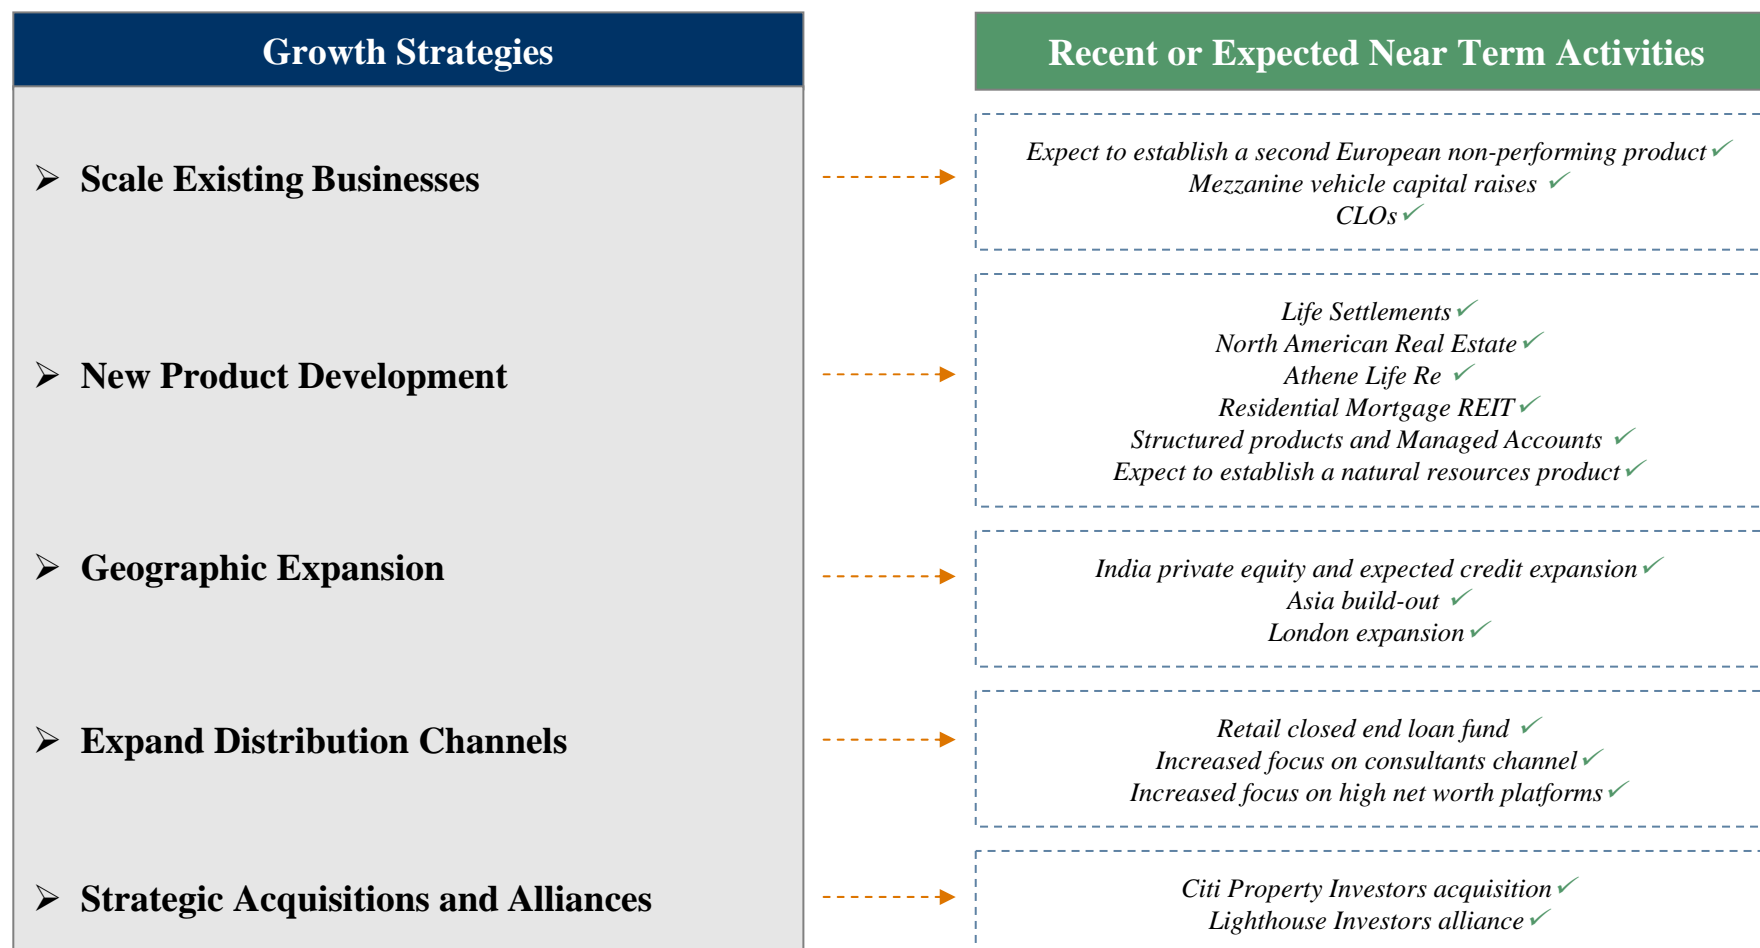 Growth Strategies
Recent or Expected Near Term Activities
➢ Scale Existing Businesses
Expect to establish a second European non-performing product ✓
Mezzanine vehicle capital raises ✓
CLOs ✓
➢ New Product Development
Life Settlements ✓
North American Real Estate ✓
Athene Life Re ✓
Residential Mortgage REIT ✓
Structured products and Managed Accounts ✓
Expect to establish a natural resources product ✓
➢ Geographic Expansion
India private equity and expected credit expansion ✓
Asia build-out ✓
London expansion ✓
➢ Expand Distribution Channels
Retail closed end loan fund ✓
Increased focus on consultants channel ✓
Increased focus on high net worth platforms ✓
➢ Strategic Acquisitions and Alliances
Citi Property Investors acquisition ✓
Lighthouse Investors alliance ✓